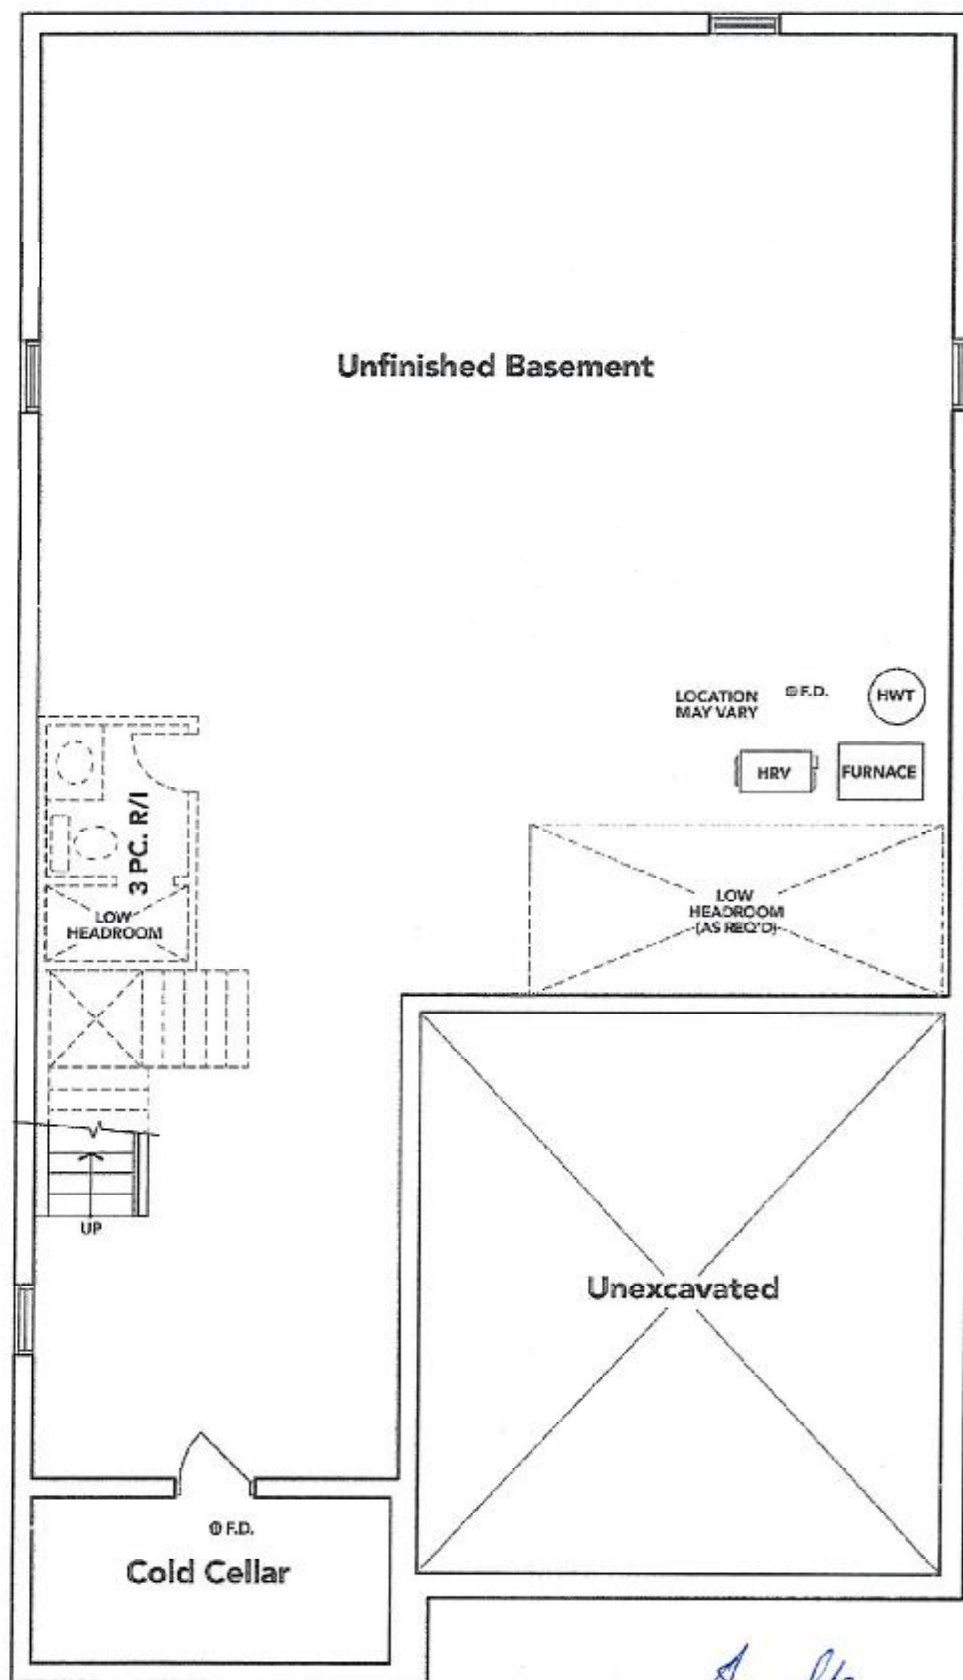 Unfinished Basement
LOCATION
MAY VARY
F.D.
HWT
HRV
FURNACE
3 PC. R/I
LOW
HEADROOM
LOW
HEADROOM
(AS REQ'D)
UP
Unexcavated
F.D.
Cold Cellar